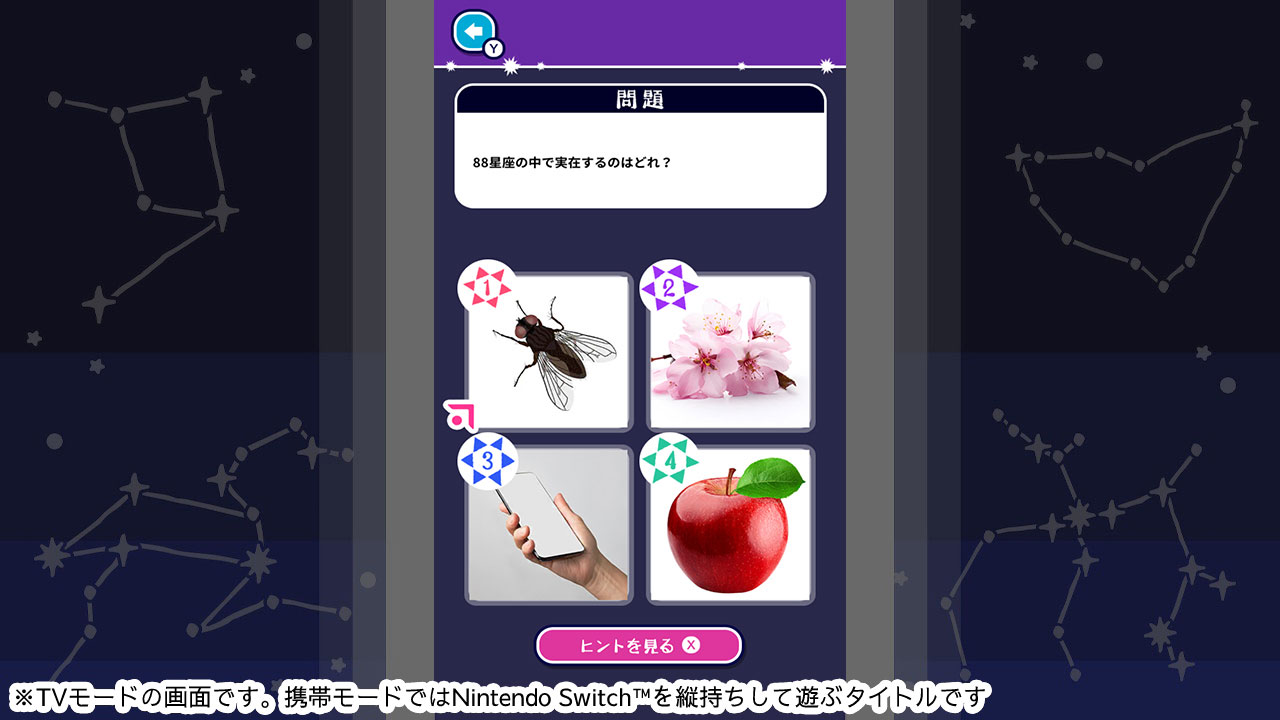 Y
問題
88星座の中で実在するのはどれ？
1
2
3
4
ヒントを見る X
※TVモードの画面です。携帯モードではNintendo Switch™を縦持ちして遊ぶタイトルです